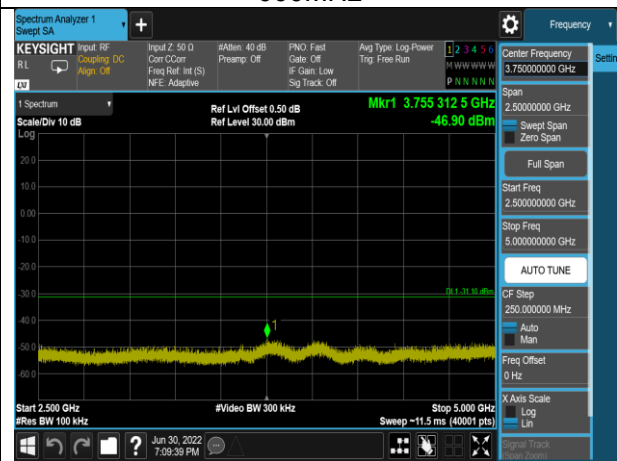 Spectrum Analyzer 1
Swept SA
Frequency
KEYSIGHT
RL
LXI
Input: RF
Coupling: DC
Align: Off
Input Z: 50 Ω
Corr CCorr
Freq Ref: Int (S)
NFE: Adaptive
#Atten: 40 dB
Preamp: Off
PNO: Fast
Gate: Off
IF Gain: Low
Sig Track: Off
Avg Type: Log-Power
Trig: Free Run
1 2 3 4 5 6
M W W W W W
P N N N N N
1 Spectrum
Scale/Div 10 dB
Log
Ref Lvl Offset 0.50 dB
Ref Level 30.00 dBm
Mkr1 3.755 312 5 GHz
-46.90 dBm
20.0
10.0
0.00
-10.0
-20.0
-30.0
-40.0
-50.0
-60.0
DL1 -31.10 dBm
1
Start 2.500 GHz
#Res BW 100 kHz
#Video BW 300 kHz
Stop 5.000 GHz
Sweep ~11.5 ms (40001 pts)
Jun 30, 2022
7:09:39 PM
Center Frequency
3.750000000 GHz
Settin
Span
2.50000000 GHz
Swept Span
Zero Span
Full Span
Start Freq
2.500000000 GHz
Stop Freq
5.000000000 GHz
AUTO TUNE
CF Step
250.000000 MHz
Auto
Man
Freq Offset
0 Hz
X Axis Scale
Log
Lin
Signal Track
(Span Zoom)